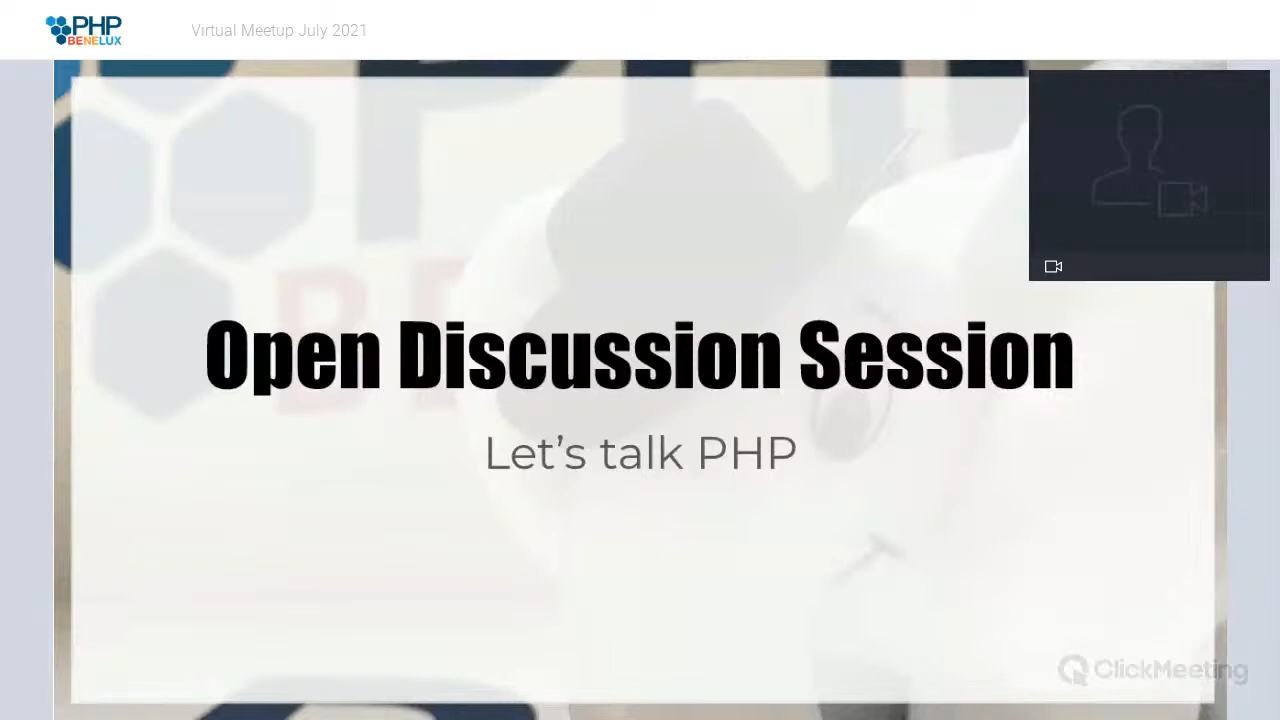 PHP
BENELUX
Virtual Meetup July 2021
Open Discussion Session
Let's talk PHP
ClickMeeting